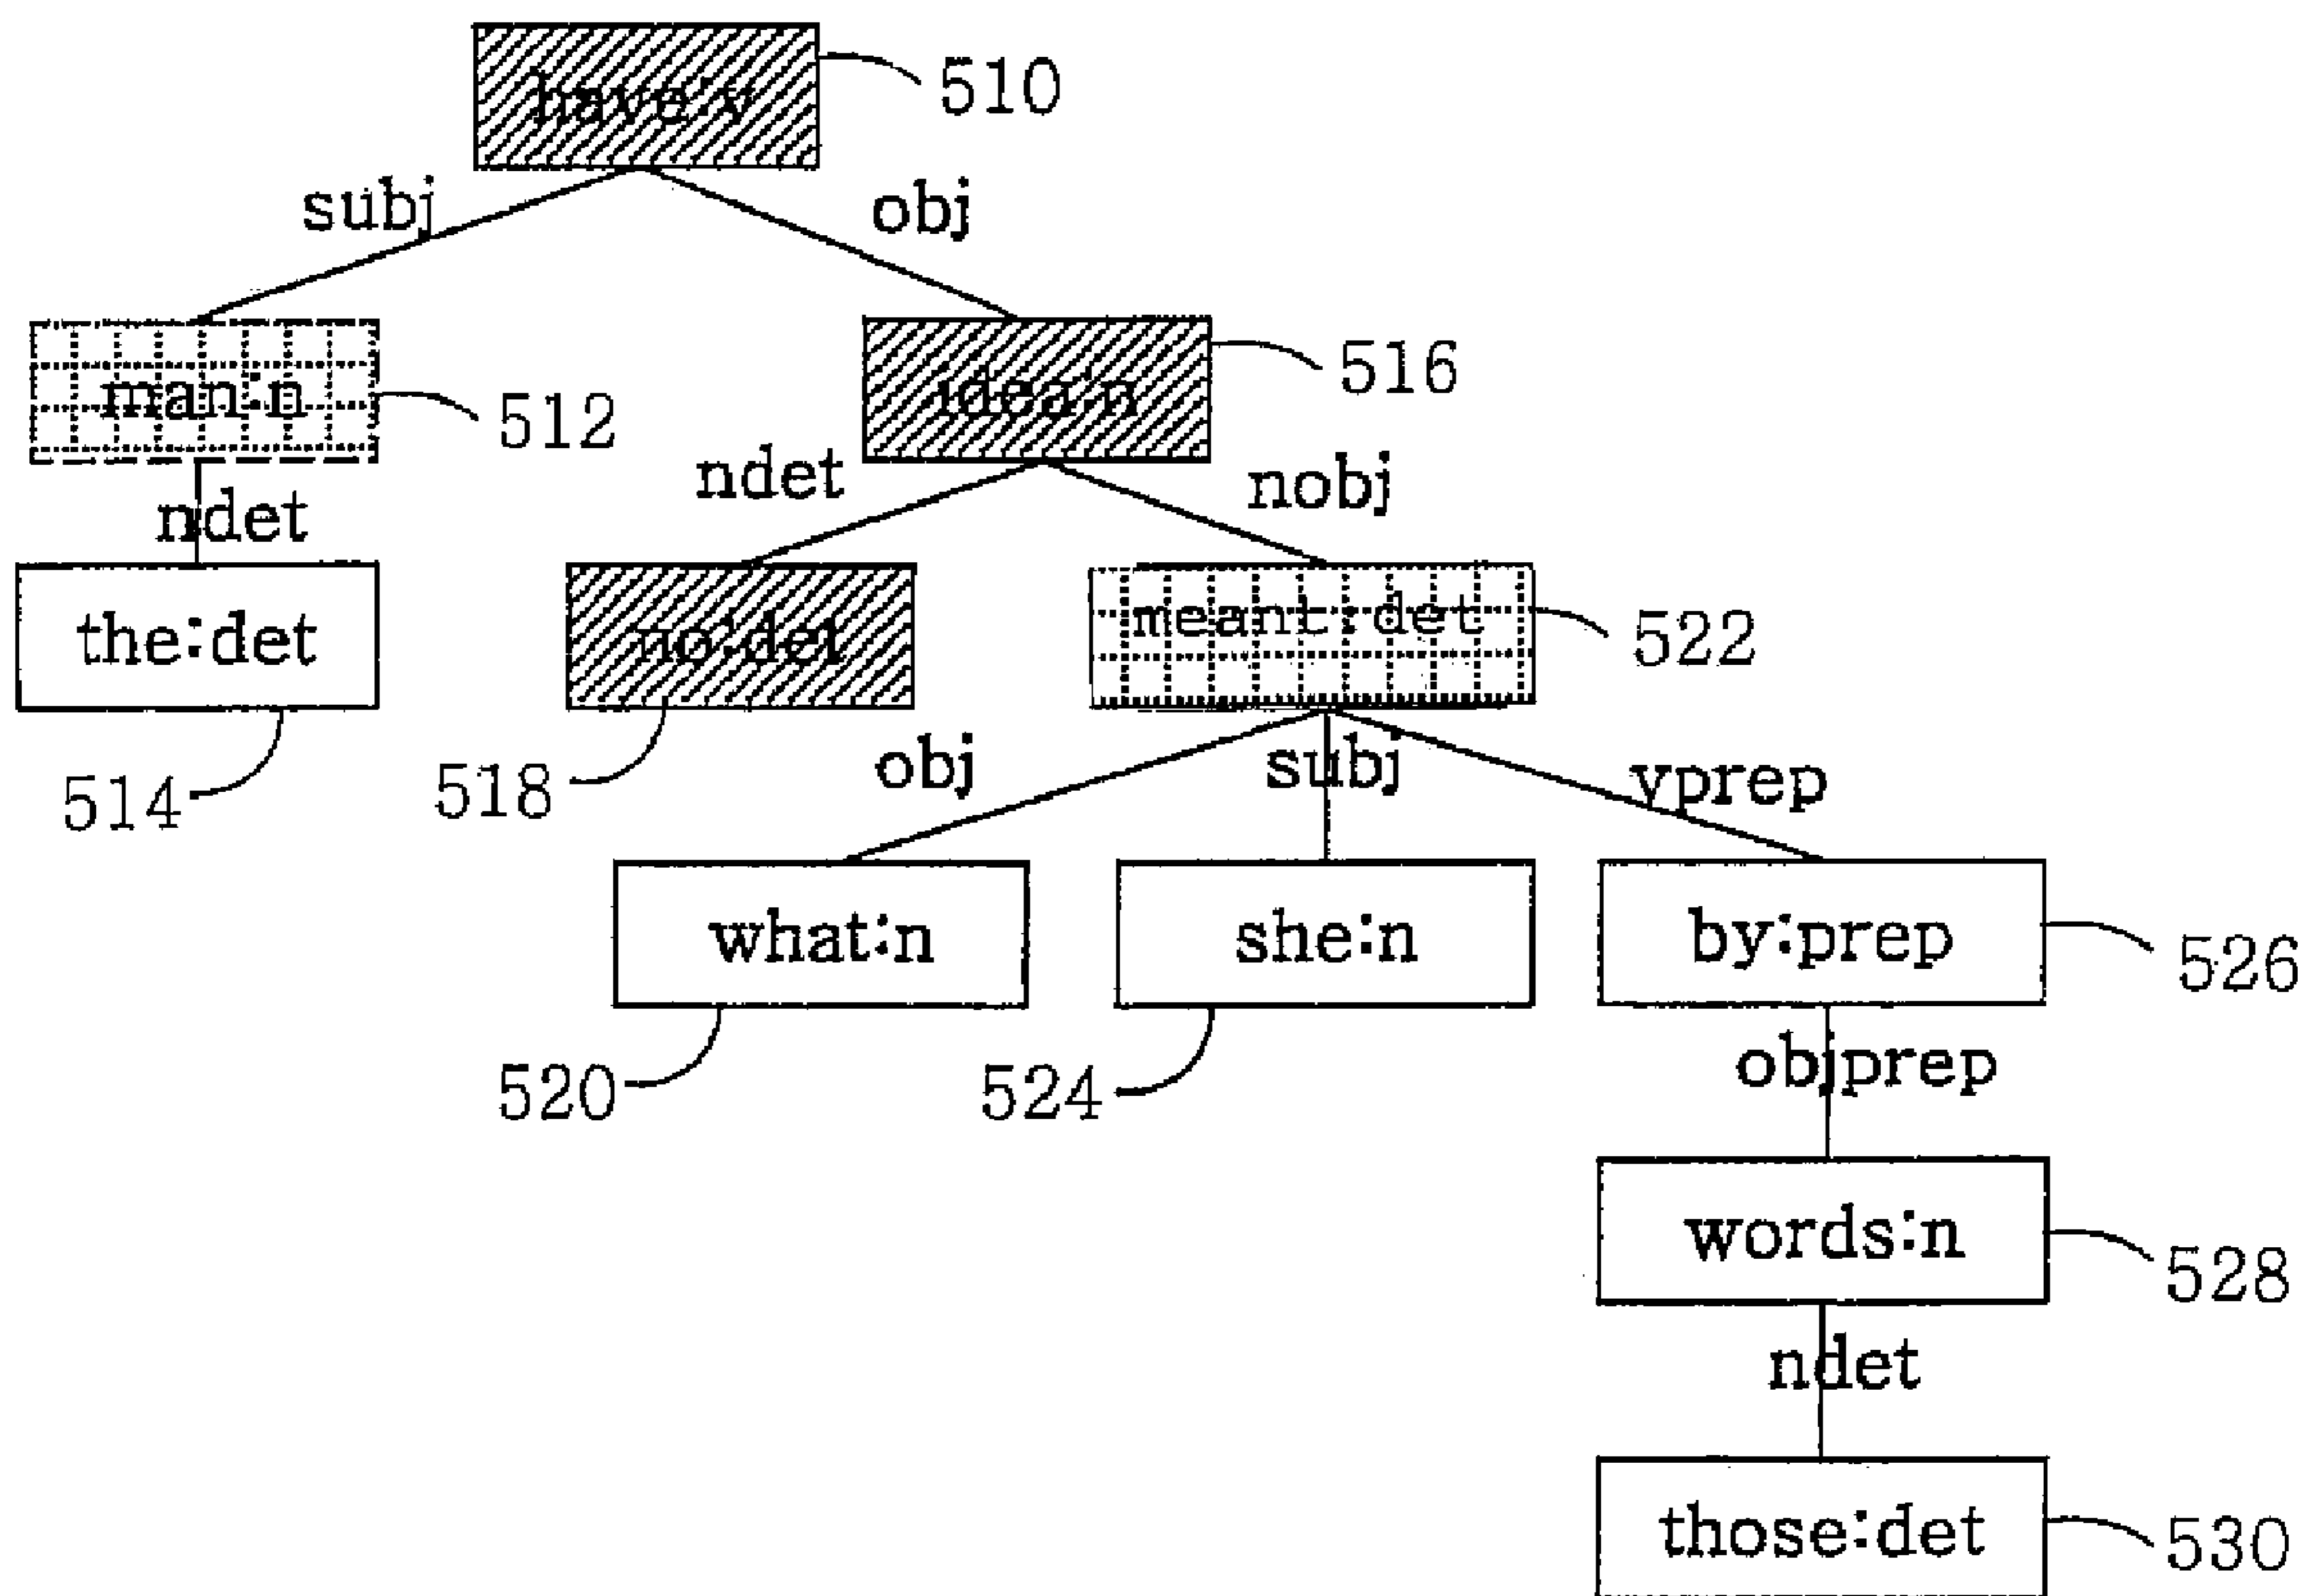 have:v
510
subj
obj
man:n
512
idea:n
516
ndet
ndet
nobj
the:det
514
no:det
518
meant:det
522
obj
subj
vprep
what:n
520
she:n
524
by:prep
526
objprep
words:n
528
ndet
those:det
530